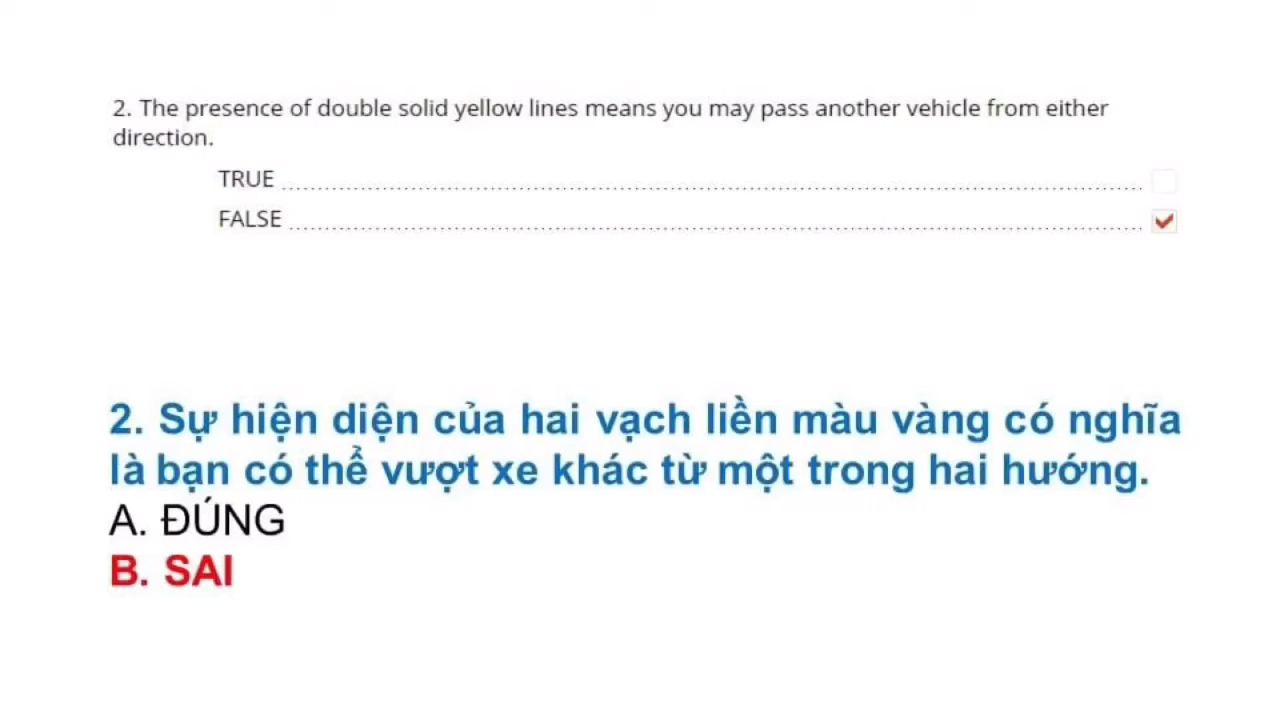 2. The presence of double solid yellow lines means you may pass another vehicle from either
direction.
TRUE
FALSE
2. Sự hiện diện của hai vạch liền màu vàng có nghĩa
là bạn có thể vượt xe khác từ một trong hai hướng.
A. ĐÚNG
B. SAI